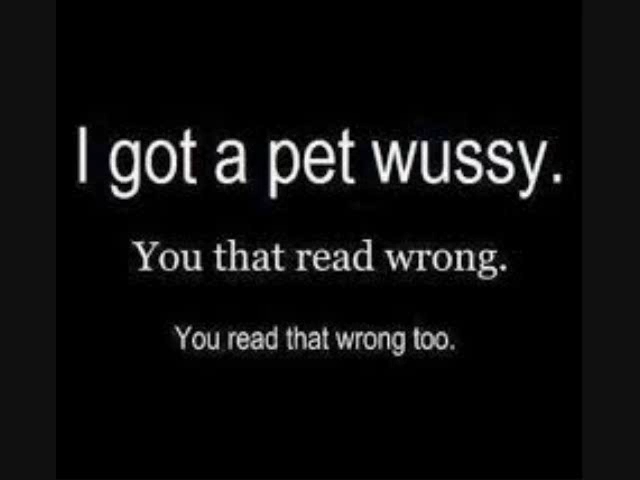 I got a pet wussy.
You that read wrong.
You read that wrong too.